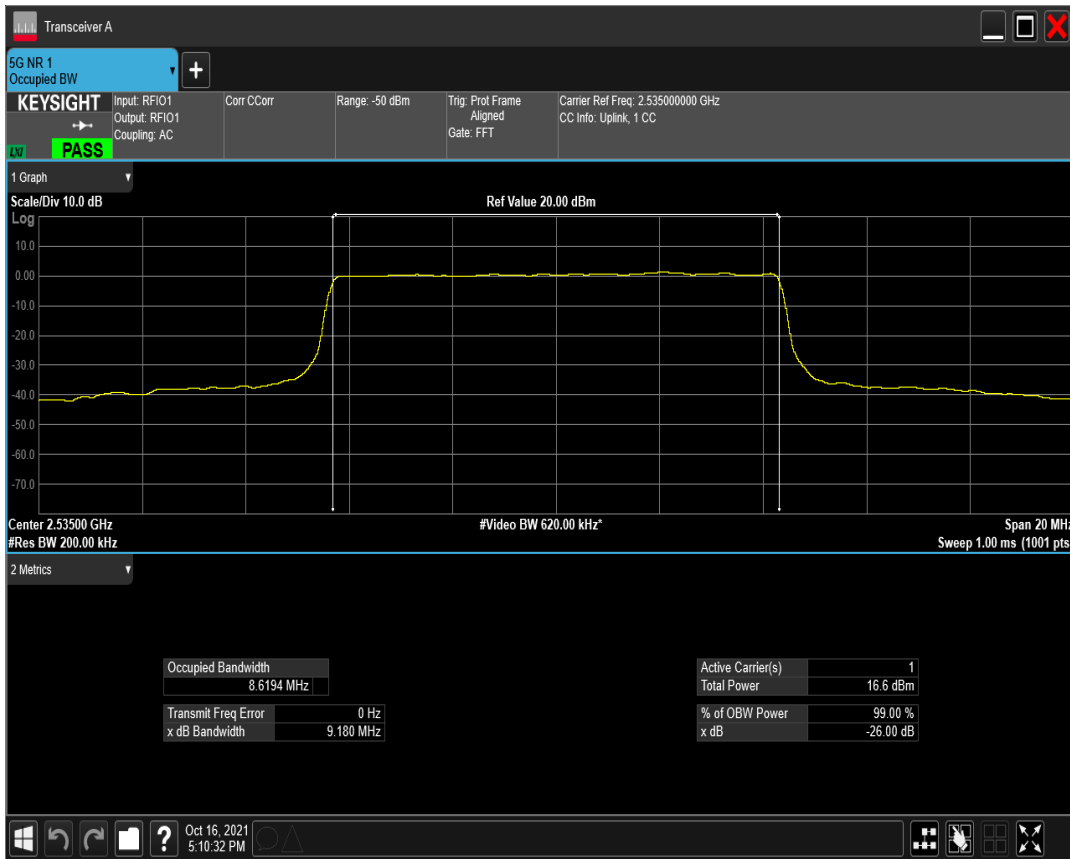 Transceiver A
5G NR 1
Occupied BW
KEYSIGHT
LXI
PASS
Input: RFIO1
Output: RFIO1
Coupling: AC
Corr CCorr
Range: -50 dBm
Trig: Prot Frame
Aligned
Gate: FFT
Carrier Ref Freq: 2.535000000 GHz
CC Info: Uplink, 1 CC
1 Graph
Scale/Div 10.0 dB
Ref Value 20.00 dBm
Log
10.0
0.00
-10.0
-20.0
-30.0
-40.0
-50.0
-60.0
-70.0
Center 2.53500 GHz
#Video BW 620.00 kHz*
Span 20 MHz
#Res BW 200.00 kHz
Sweep 1.00 ms (1001 pts
2 Metrics
Occupied Bandwidth
8.6194 MHz
Transmit Freq Error 0 Hz
x dB Bandwidth 9.180 MHz
Active Carrier(s) 1
Total Power 16.6 dBm
% of OBW Power 99.00 %
x dB -26.00 dB
?
Oct 16, 2021
5:10:32 PM